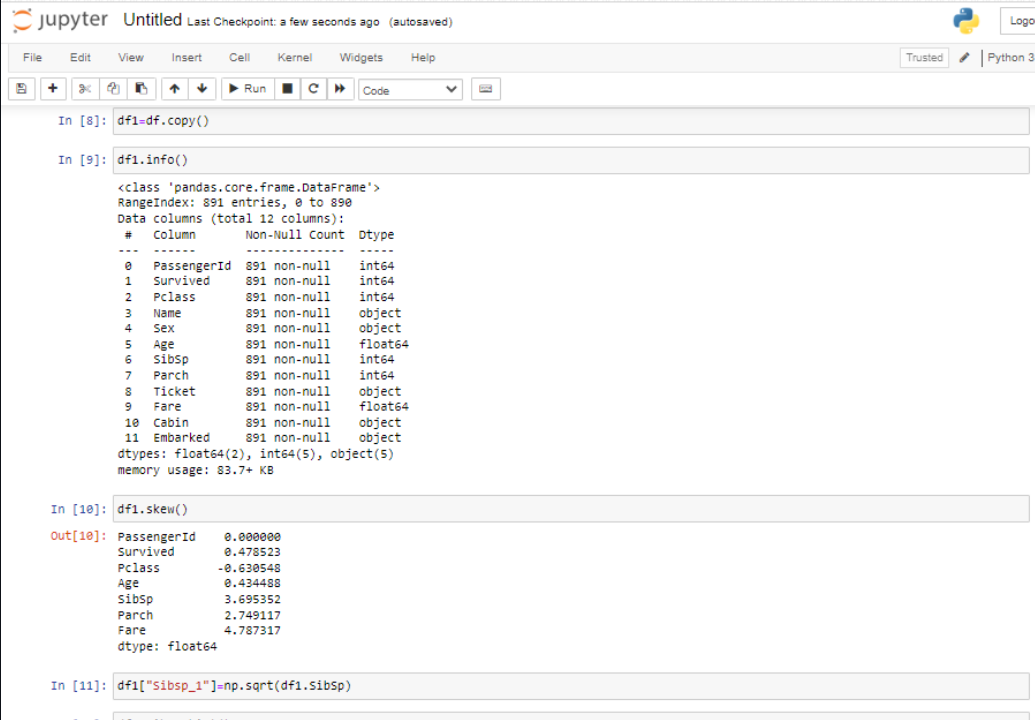 jupyter Untitled Last Checkpoint: a few seconds ago (autosaved)
Logo
File Edit View Insert Cell Kernel Widgets Help Trusted Python 3
Run Code
In [8]: df1=df.copy()
In [9]: df1.info()
<class 'pandas.core.frame.DataFrame'>
RangeIndex: 891 entries, 0 to 890
Data columns (total 12 columns):
# Column Non-Null Count Dtype
--- ------ -------------- -----
0 PassengerId 891 non-null int64
1 Survived 891 non-null int64
2 Pclass 891 non-null int64
3 Name 891 non-null object
4 Sex 891 non-null object
5 Age 891 non-null float64
6 SibSp 891 non-null int64
7 Parch 891 non-null int64
8 Ticket 891 non-null object
9 Fare 891 non-null float64
10 Cabin 891 non-null object
11 Embarked 891 non-null object
dtypes: float64(2), int64(5), object(5)
memory usage: 83.7+ KB
In [10]: df1.skew()
Out[10]: PassengerId 0.000000
Survived 0.478523
Pclass -0.630548
Age 0.434488
SibSp 3.695352
Parch 2.749117
Fare 4.787317
dtype: float64
In [11]: df1["Sibsp_1"]=np.sqrt(df1.SibSp)